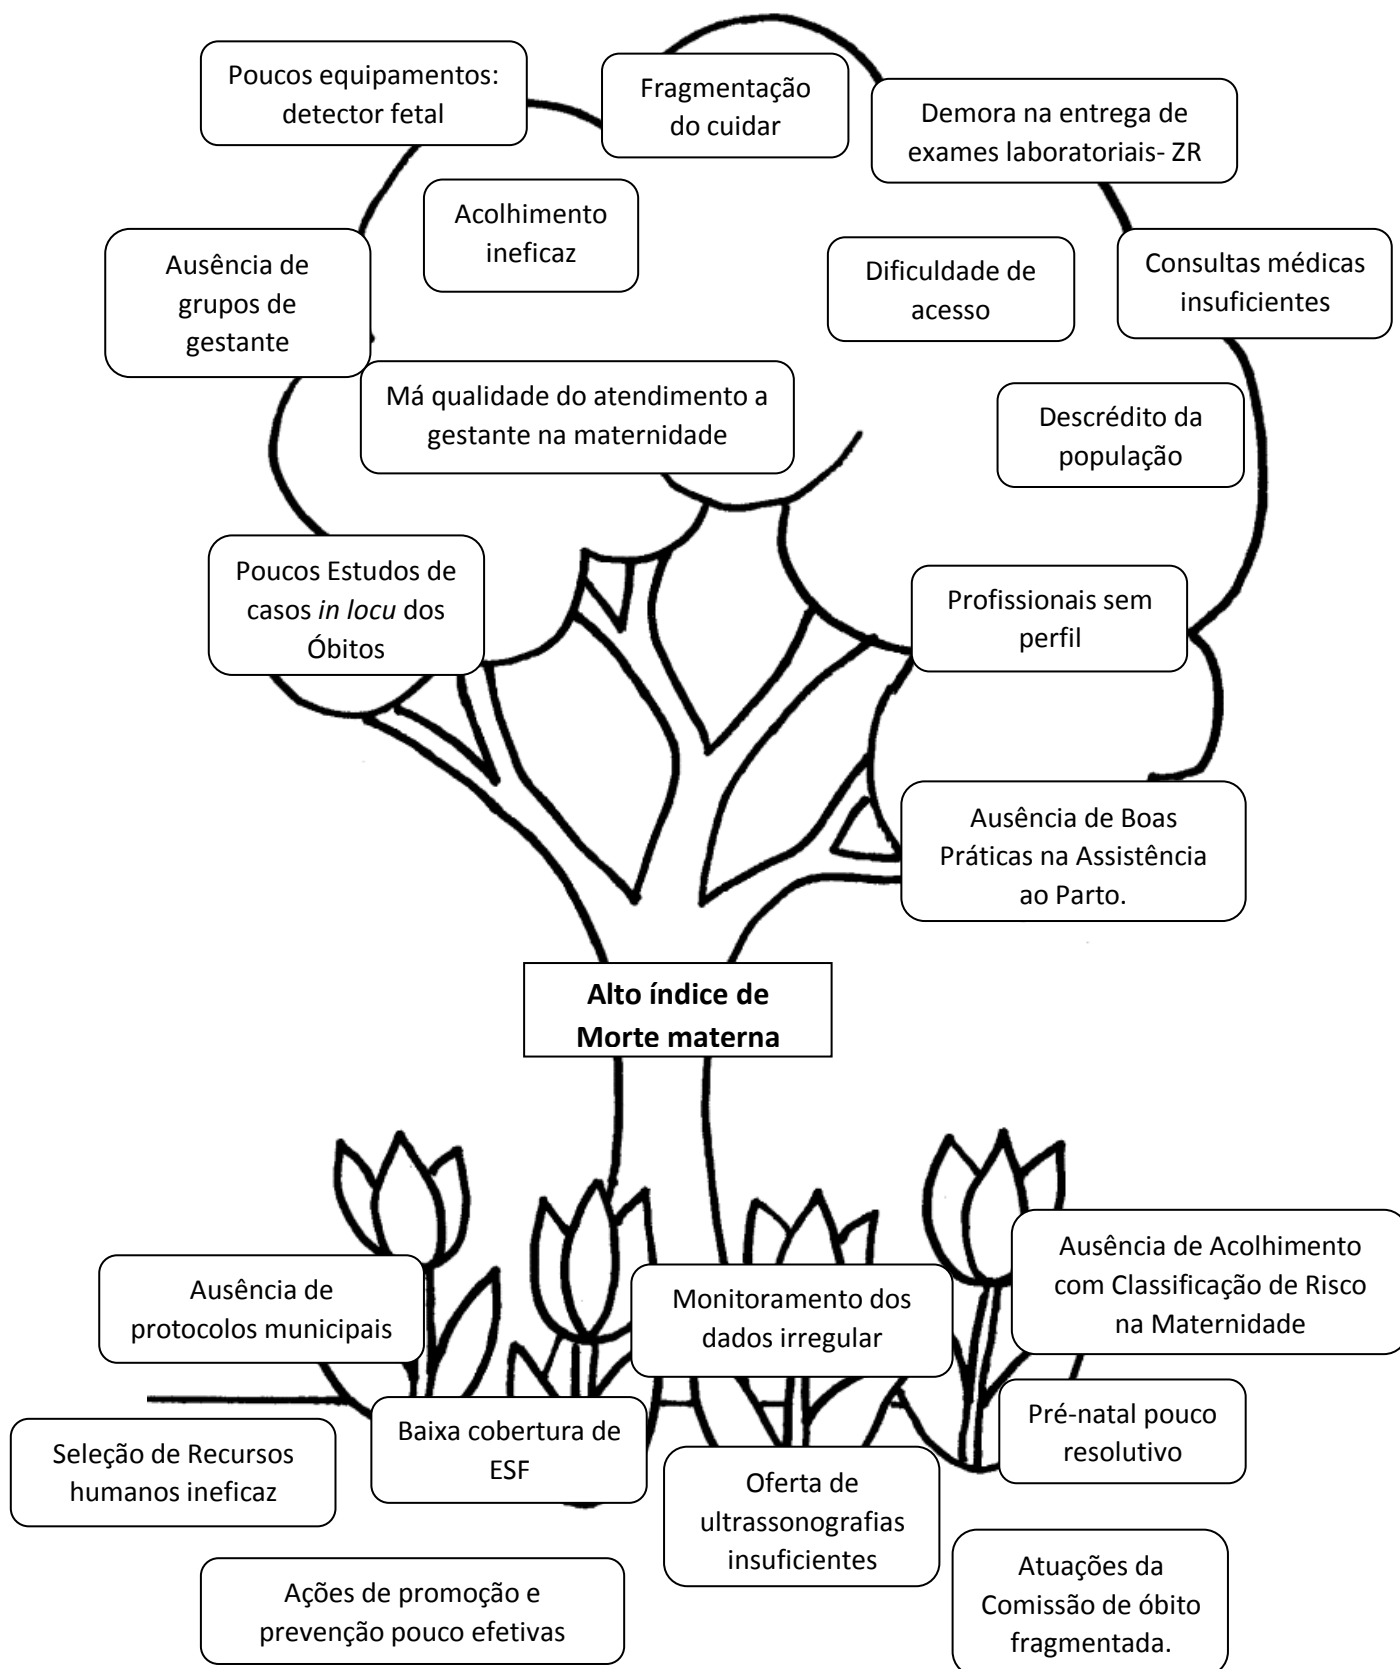 Poucos equipamentos:
detector fetal
Fragmentação
do cuidar
Demora na entrega de
exames laboratoriais- ZR
Acolhimento
ineficaz
Ausência de
grupos de
gestante
Dificuldade de
acesso
Consultas médicas
insuficientes
Má qualidade do atendimento a
gestante na maternidade
Descrédito da
população
Poucos Estudos de
casos in locu dos
Óbitos
Profissionais sem
perfil
Ausência de Boas
Práticas na Assistência
ao Parto.
Alto índice de
Morte materna
Ausência de
protocolos municipais
Monitoramento dos
dados irregular
Ausência de Acolhimento
com Classificação de Risco
na Maternidade
Seleção de Recursos
humanos ineficaz
Baixa cobertura de
ESF
Oferta de
ultrassonografias
insuficientes
Pré-natal pouco
resolutivo
Ações de promoção e
prevenção pouco efetivas
Atuações da
Comissão de óbito
fragmentada.